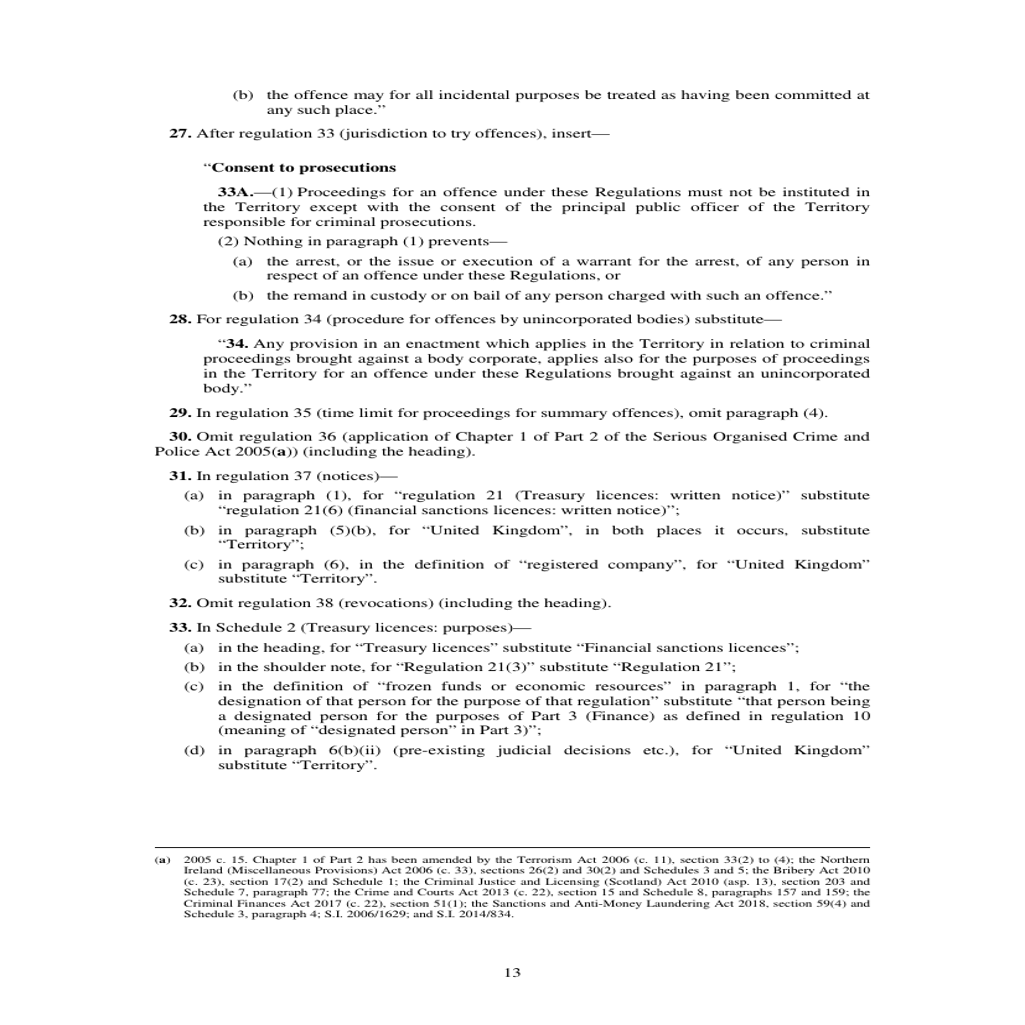 (b) the offence may for all incidental purposes be treated as having been committed at
any such place.”
27. After regulation 33 (jurisdiction to try offences), insert—
“Consent to prosecutions
33A.—(1) Proceedings for an offence under these Regulations must not be instituted in
the Territory except with the consent of the principal public officer of the Territory
responsible for criminal prosecutions.
(2) Nothing in paragraph (1) prevents—
(a) the arrest, or the issue or execution of a warrant for the arrest, of any person in
respect of an offence under these Regulations, or
(b) the remand in custody or on bail of any person charged with such an offence.”
28. For regulation 34 (procedure for offences by unincorporated bodies) substitute—
“34. Any provision in an enactment which applies in the Territory in relation to criminal
proceedings brought against a body corporate, applies also for the purposes of proceedings
in the Territory for an offence under these Regulations brought against an unincorporated
body.”
29. In regulation 35 (time limit for proceedings for summary offences), omit paragraph (4).
30. Omit regulation 36 (application of Chapter 1 of Part 2 of the Serious Organised Crime and
Police Act 2005(a)) (including the heading).
31. In regulation 37 (notices)—
(a) in paragraph (1), for “regulation 21 (Treasury licences: written notice)” substitute
“regulation 21(6) (financial sanctions licences: written notice)”;
(b) in paragraph (5)(b), for “United Kingdom”, in both places it occurs, substitute
“Territory”;
(c) in paragraph (6), in the definition of “registered company”, for “United Kingdom”
substitute “Territory”.
32. Omit regulation 38 (revocations) (including the heading).
33. In Schedule 2 (Treasury licences: purposes)—
(a) in the heading, for “Treasury licences” substitute “Financial sanctions licences”;
(b) in the shoulder note, for “Regulation 21(3)” substitute “Regulation 21”;
(c) in the definition of “frozen funds or economic resources” in paragraph 1, for “the
designation of that person for the purpose of that regulation” substitute “that person being
a designated person for the purposes of Part 3 (Finance) as defined in regulation 10
(meaning of “designated person” in Part 3)”;
(d) in paragraph 6(b)(ii) (pre-existing judicial decisions etc.), for “United Kingdom”
substitute “Territory”.
(a) 2005 c. 15. Chapter 1 of Part 2 has been amended by the Terrorism Act 2006 (c. 11), section 33(2) to (4); the Northern
Ireland (Miscellaneous Provisions) Act 2006 (c. 33), sections 26(2) and 30(2) and Schedules 3 and 5; the Bribery Act 2010
(c. 23), section 17(2) and Schedule 1; the Criminal Justice and Licensing (Scotland) Act 2010 (asp. 13), section 203 and
Schedule 7, paragraph 77; the Crime and Courts Act 2013 (c. 22), section 15 and Schedule 8, paragraphs 157 and 159; the
Criminal Finances Act 2017 (c. 22), section 51(1); the Sanctions and Anti-Money Laundering Act 2018, section 59(4) and
Schedule 3, paragraph 4; S.I. 2006/1629; and S.I. 2014/834.
13